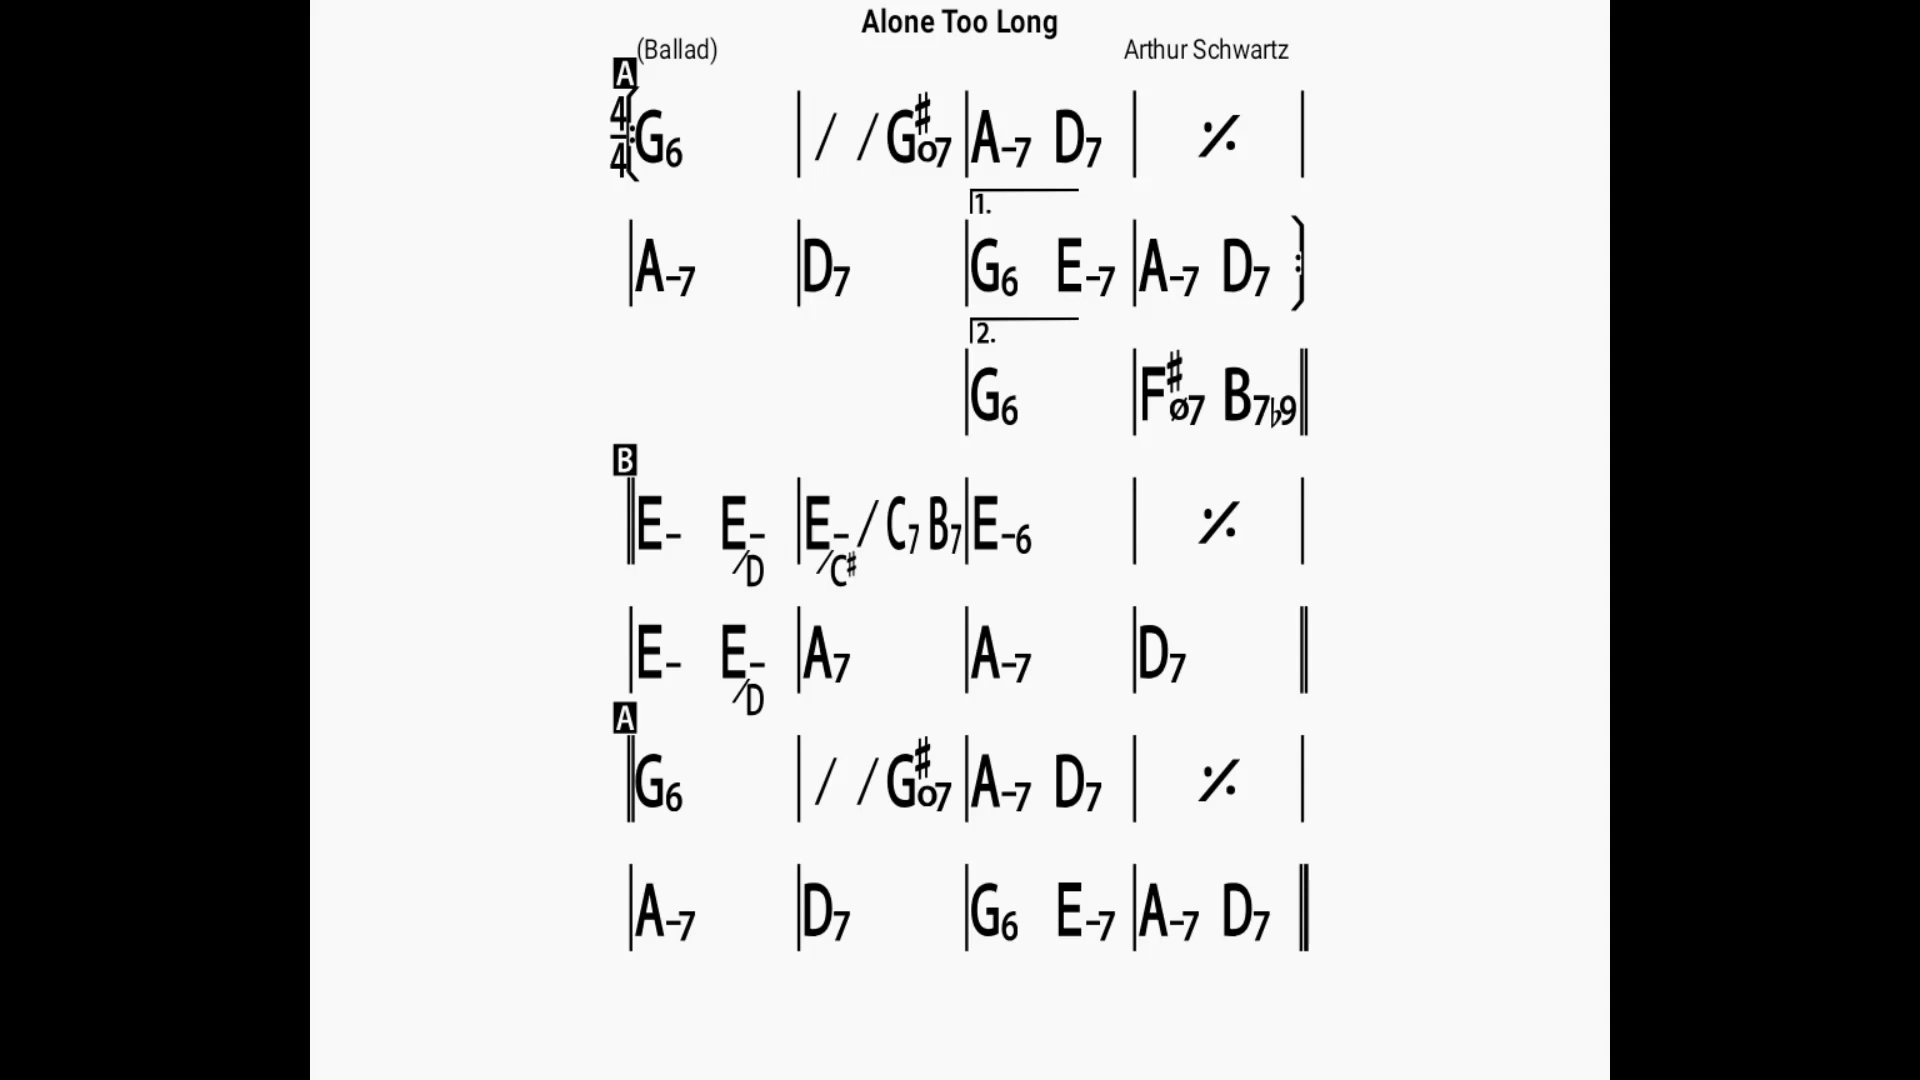 Alone Too Long
(Ballad) Arthur Schwartz
A
4/4 G6 | / / G#o7 | A-7 D7 | 𝄎 |
1.
| A-7 | D7 | G6 E-7 | A-7 D7
2.
| G6 | F#ø7 B7♭9 ||
B
|| E- E-/D | E-/C# / C7 B7 | E-6 | 𝄎 |
| E- E-/D | A7 | A-7 | D7 ||
A
|| G6 | / / G#o7 | A-7 D7 | 𝄎 |
| A-7 | D7 | G6 E-7 | A-7 D7 ||